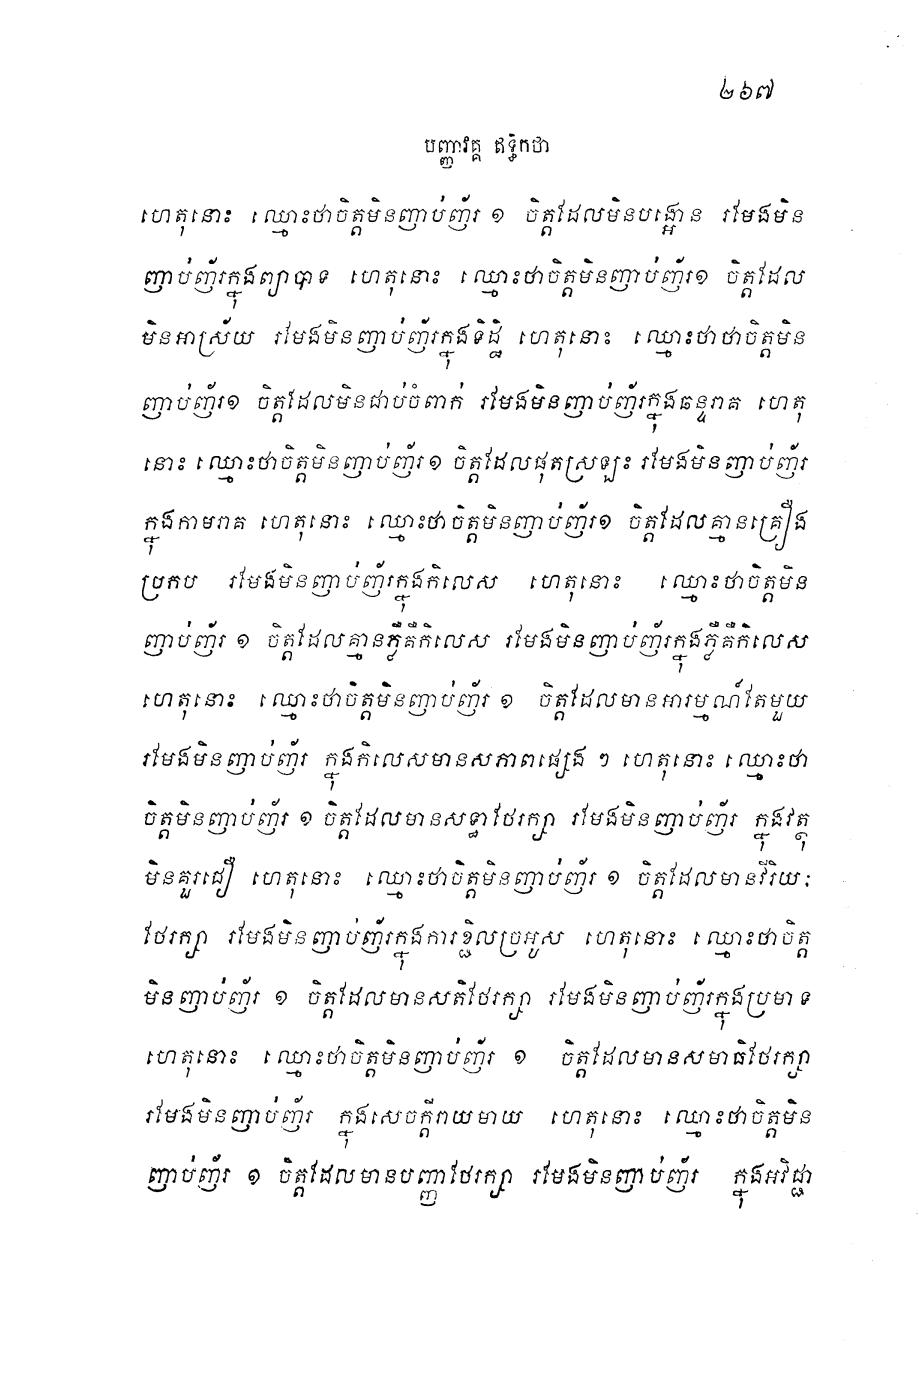 ២៦៧
បញ្ញាវគ្គ ឥទ្ធិកថា
ហេតុនោះ ឈ្មោះថាចិត្តមិនញាប់ញ័រ ១ ចិត្តដែលមិនបង្អោន រមែងមិន
ញាប់ញ័រក្នុងព្យាបាទ ហេតុនោះ ឈ្មោះថាចិត្តមិនញាប់ញ័រ១ ចិត្តដែល
មិនអាស្រ័យ រមែងមិនញាប់ញ័រក្នុងទិដ្ឋិ ហេតុនោះ ឈ្មោះថាថាចិត្តមិន
ញាប់ញ័រ១ ចិត្តដែលមិនជាប់ចំពាក់ រមែងមិនញាប់ញ័រក្នុងឆន្ទរាគ ហេតុ
នោះ ឈ្មោះថាចិត្តមិនញាប់ញ័រ ១ ចិត្តដែលផុតស្រឡះ រមែងមិនញាប់ញ័រ
ក្នុងកាមរាគ ហេតុនោះ ឈ្មោះថាចិត្តមិនញាប់ញ័រ១ ចិត្តដែលគ្មានគ្រឿង
ប្រកប រមែងមិនញាប់ញ័រក្នុងកិលេស ហេតុនោះ ឈ្មោះថាចិត្តមិន
ញាប់ញ័រ ១ ចិត្តដែលគ្មានភ្លឺគឺកិលេស រមែងមិនញាប់ញ័រក្នុងភ្លឺគឺកិលេស
ហេតុនោះ ឈ្មោះថាចិត្តមិនញាប់ញ័រ ១ ចិត្តដែលមានអារម្មណ៍តែមួយ
រមែងមិនញាប់ញ័រ ក្នុងកិលេសមានសភាពផ្សេង ៗ ហេតុនោះ ឈ្មោះថា
ចិត្តមិនញាប់ញ័រ ១ ចិត្តដែលមានសទ្ធាថែរក្សា រមែងមិនញាប់ញ័រ ក្នុងវត្ថុ
មិនគួរជឿ ហេតុនោះ ឈ្មោះថាចិត្តមិនញាប់ញ័រ ១ ចិត្តដែលមានវីរិយៈ
ថែរក្សា រមែងមិនញាប់ញ័រក្នុងការខ្ជិលច្រអូស ហេតុនោះ ឈ្មោះថាចិត្ត
មិនញាប់ញ័រ ១ ចិត្តដែលមានសតិថែរក្សា រមែងមិនញាប់ញ័រក្នុងប្រមាទ
ហេតុនោះ ឈ្មោះថាចិត្តមិនញាប់ញ័រ ១ ចិត្តដែលមានសមាធិថែរក្សា
រមែងមិនញាប់ញ័រ ក្នុងសេចក្តីរាយមាយ ហេតុនោះ ឈ្មោះថាចិត្តមិន
ញាប់ញ័រ ១ ចិត្តដែលមានបញ្ញាថែរក្សា រមែងមិនញាប់ញ័រ ក្នុងអវិជ្ជា